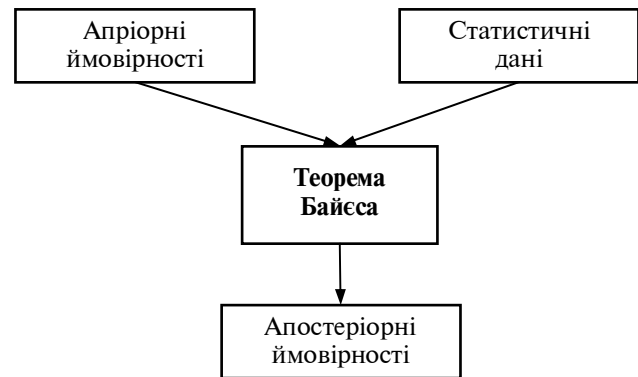 Апріорні
ймовірності
Статистичні
дані
Теорема
Байєса
Апостеріорні
ймовірності